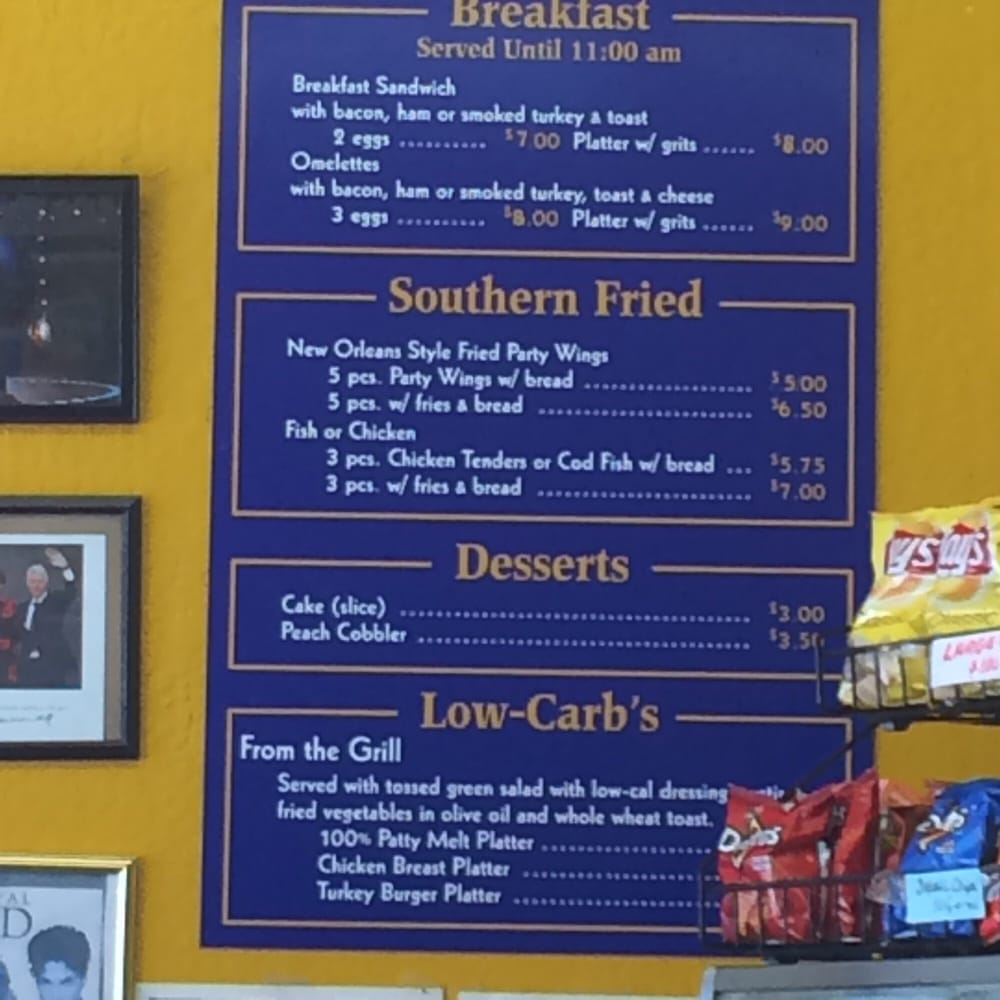 Breakfast
Served Until 11:00 am
Breakfast Sandwich
with bacon, ham or smoked turkey & toast
2 eggs .......... $7.00 Platter w/ grits ...... $8.00
Omelettes
with bacon, ham or smoked turkey, toast & cheese
3 eggs .......... $8.00 Platter w/ grits ...... $9.00
Southern Fried
New Orleans Style Fried Party Wings
5 pcs. Party Wings w/ bread .................... $5.00
5 pcs. w/ fries & bread ......................... $6.50
Fish or Chicken
3 pcs. Chicken Tenders or Cod Fish w/ bread ... $5.75
3 pcs. w/ fries & bread ......................... $7.00
Desserts
Cake (slice) ......................................... $3.00
Peach Cobbler ....................................... $3.50
Low-Carb's
From the Grill
Served with tossed green salad with low-cal dressing
fried vegetables in olive oil and whole wheat toast.
100% Patty Melt Platter ....................
Chicken Breast Platter ......................
Turkey Burger Platter .......................
Lay's
LARGE
Doritos
D